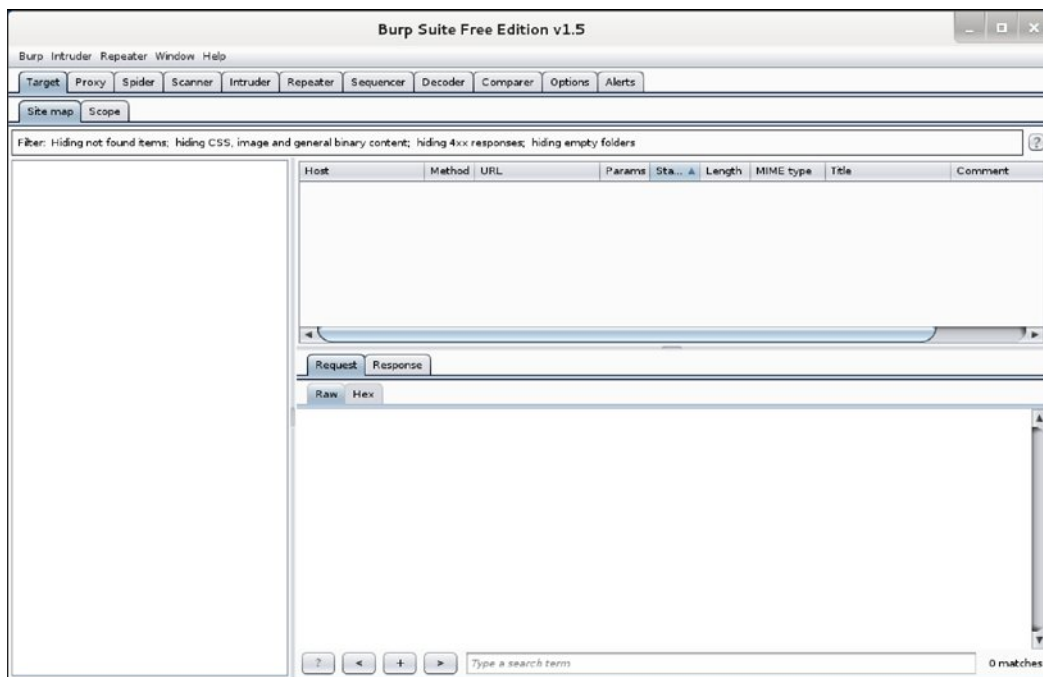 Burp Suite Free Edition v1.5
Burp Intruder Repeater Window Help
Target Proxy Spider Scanner Intruder Repeater Sequencer Decoder Comparer Options Alerts
Site map Scope
Filter: Hiding not found items; hiding CSS, image and general binary content; hiding 4xx responses; hiding empty folders ?
Host Method URL Params Sta... ▲ Length MIME type Title Comment
Request Response
Raw Hex
? < + > Type a search term 0 matches